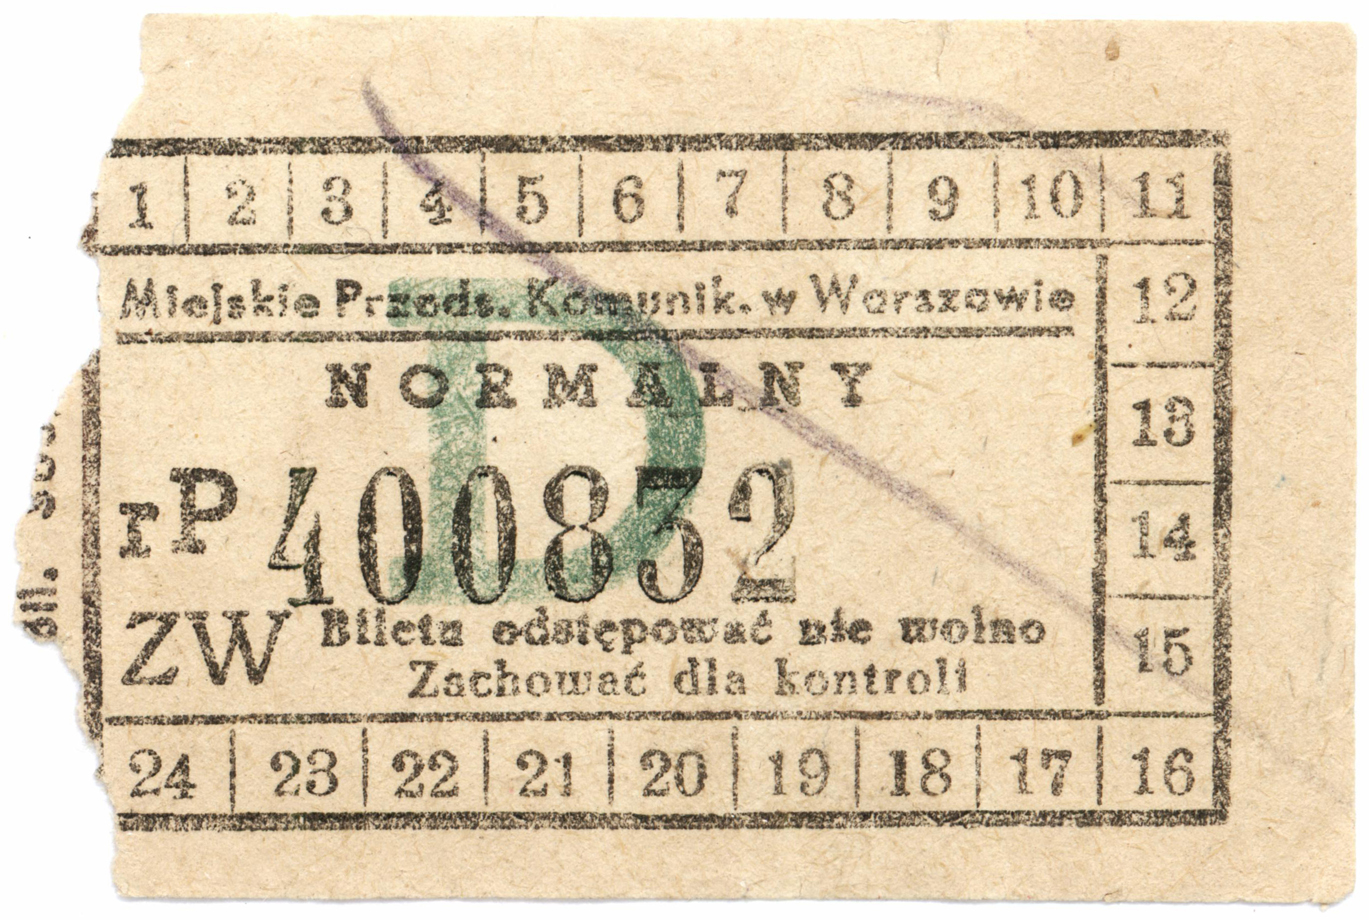 1 2 3 4 5 6 7 8 9 10 11
Miejskie Przeds. Komunik. w Warszawie
12
NORMALNY
D
13
rP 400832
14
ZW Biletu odstępować nie wolno
Zachować dla kontroli
15
24 23 22 21 20 19 18 17 16